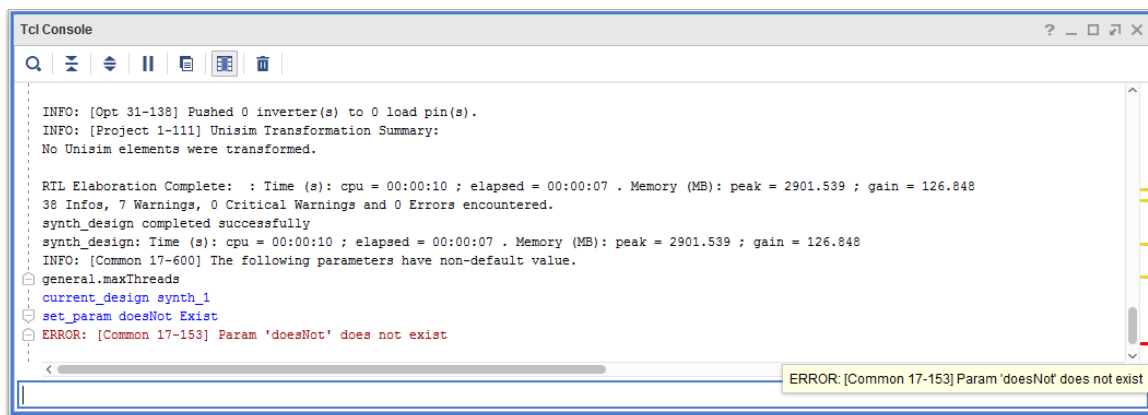 Tcl Console
INFO: [Opt 31-138] Pushed 0 inverter(s) to 0 load pin(s).
INFO: [Project 1-111] Unisim Transformation Summary:
No Unisim elements were transformed.
RTL Elaboration Complete:  : Time (s): cpu = 00:00:10 ; elapsed = 00:00:07 . Memory (MB): peak = 2901.539 ; gain = 126.848
38 Infos, 7 Warnings, 0 Critical Warnings and 0 Errors encountered.
synth_design completed successfully
synth_design: Time (s): cpu = 00:00:10 ; elapsed = 00:00:07 . Memory (MB): peak = 2901.539 ; gain = 126.848
INFO: [Common 17-600] The following parameters have non-default value.
general.maxThreads
current_design synth_1
set_param doesNot Exist
ERROR: [Common 17-153] Param 'doesNot' does not exist
ERROR: [Common 17-153] Param 'doesNot' does not exist